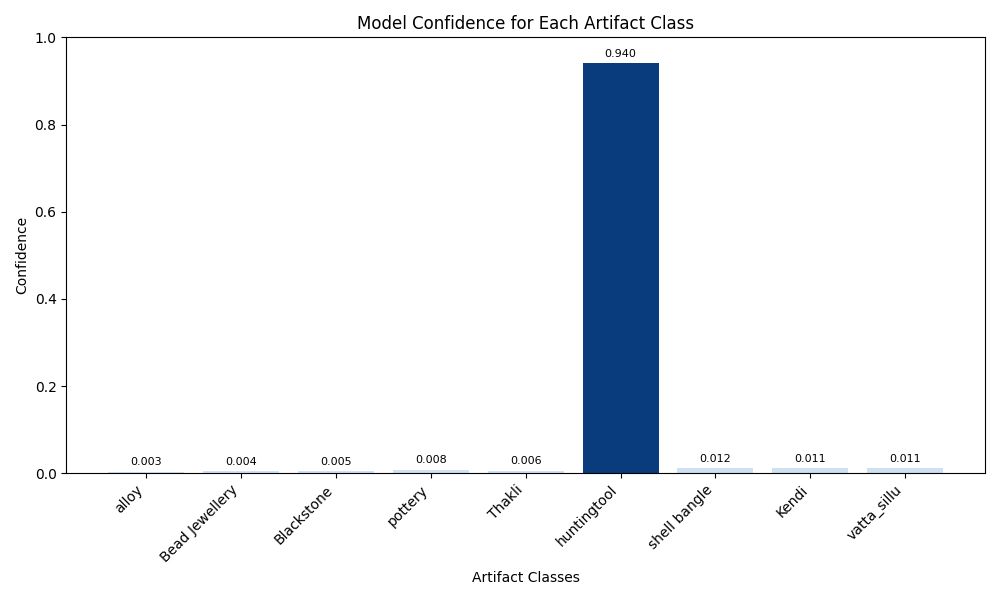 Model Confidence for Each Artifact Class
1.0
0.8
0.6
0.4
0.2
0.0
Confidence
0.003
0.004
0.005
0.008
0.006
0.940
0.012
0.011
0.011
alloy
Bead Jewellery
Blackstone
pottery
Thakli
huntingtool
shell bangle
Kendi
vatta_sillu
Artifact Classes